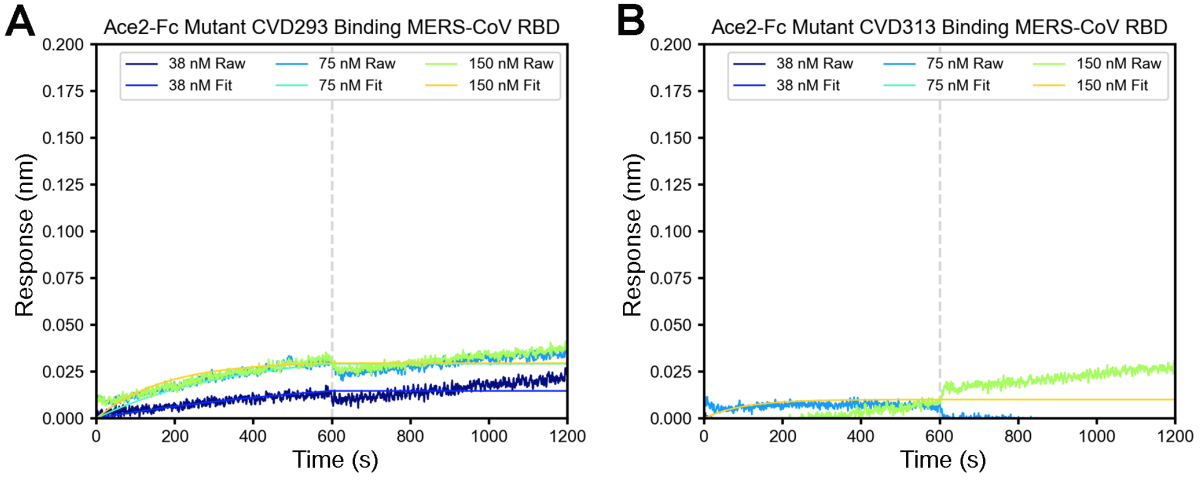 A
Ace2-Fc Mutant CVD293 Binding MERS-CoV RBD
38 nM Raw 75 nM Raw 150 nM Raw
38 nM Fit 75 nM Fit 150 nM Fit
Response (nm)
0.200
0.175
0.150
0.125
0.100
0.075
0.050
0.025
0.000
0 200 400 600 800 1000 1200
Time (s)
B
Ace2-Fc Mutant CVD313 Binding MERS-CoV RBD
38 nM Raw 75 nM Raw 150 nM Raw
38 nM Fit 75 nM Fit 150 nM Fit
Response (nm)
0.200
0.175
0.150
0.125
0.100
0.075
0.050
0.025
0.000
0 200 400 600 800 1000 1200
Time (s)